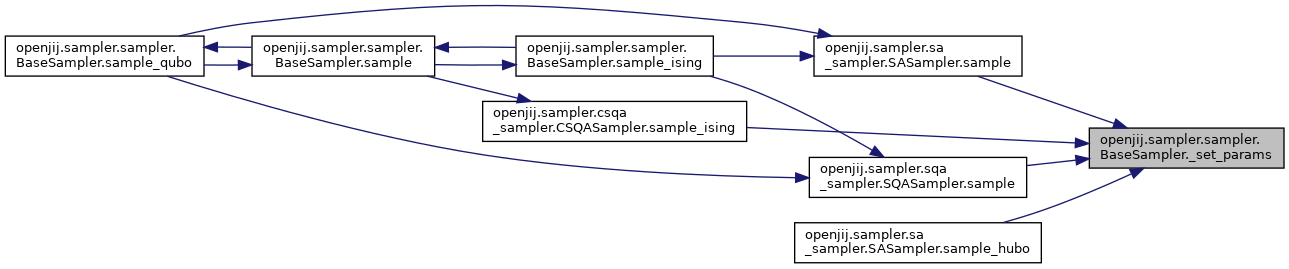 openjij.sampler.sampler.
BaseSampler.sample_qubo
openjij.sampler.sampler.
BaseSampler.sample
openjij.sampler.sampler.
BaseSampler.sample_ising
openjij.sampler.sa
_sampler.SASampler.sample
openjij.sampler.csqa
_sampler.CSQASampler.sample_ising
openjij.sampler.sampler.
BaseSampler._set_params
openjij.sampler.sqa
_sampler.SQASampler.sample
openjij.sampler.sa
_sampler.SASampler.sample_hubo